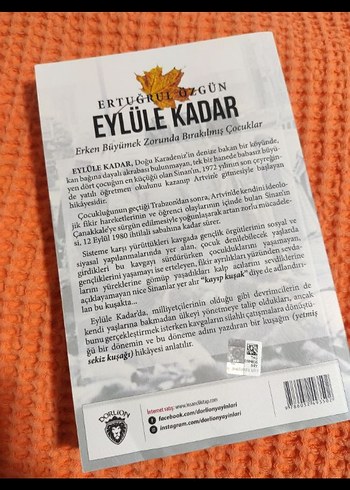 ERTUĞRUL ÖZGÜN
EYLÜLE KADAR
Erken Büyümek Zorunda Bırakılmış Çocuklar
EYLÜLE KADAR, Doğu Karadeniz'in denize bakan bir köyünde,
kan bağına dayalı akrabası bulunmayan, tek bir hanede babasız büyü-
yen dört çocuğun en küçüğü olan Sinan'ın, 1972 yılının son çeyreğin-
de yatılı öğretmen okulunu kazanıp Artvin'e gitmesiyle başlayan
hikâyesidir.
Çocukluğunun geçtiği Trabzon'dan sonra, Artvin'de kendini ideolo-
jik fikir hareketlerinin ve öğrenci olaylarının içinde bulan Sinan'ın
Çanakkale'ye sürgün edilmesiyle yoğunlaşarak artan zorlu mücadele-
si, 12 Eylül 1980 ihtilali sabahına kadar sürer.
Sisteme karşı yürüttükleri kavgada gençlik örgütlerinin sosyal ve
siyasal yapılanmalarında yer alan, çocuk denilebilecek yaşlarda
girdikleri bu kavgayı sürdürürken çocukluklarını yaşamayan,
gençliklerini yaşamayı ise erteleyen, fikir ayrılıkları yüzünden sevda-
larını yüreklerine gömüp yaşadıkları kalp ağrısını sevdiklerine
açıklayamayan nice Sinanlar yer alır "kayıp kuşak" diye de adlandırı-
lan bu kuşakta...
Eylüle Kadar'da, milliyetçilerinin olduğu gibi devrimcilerin de
kendi yaşlarına bakmadan ülkeyi yönetmeye talip oldukları, ancak
bunu gerçekleştirmek isterken kavgaların silahlı çatışmalara dönüştü-
ğü bir dönemin ve bu döneme adını yazdıran bir kuşağın (yetmiş
sekiz kuşağı) hikâyesi anlatılır.
DORLİON
İnternet satış: www.insancilkitap.com
facebook.com/dorlionyayinlari
instagram.com/dorlionyayinlari